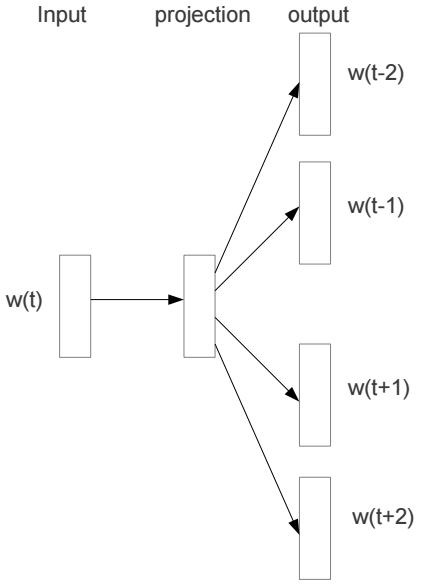 Input projection output
w(t-2)
w(t-1)
w(t)
w(t+1)
w(t+2)